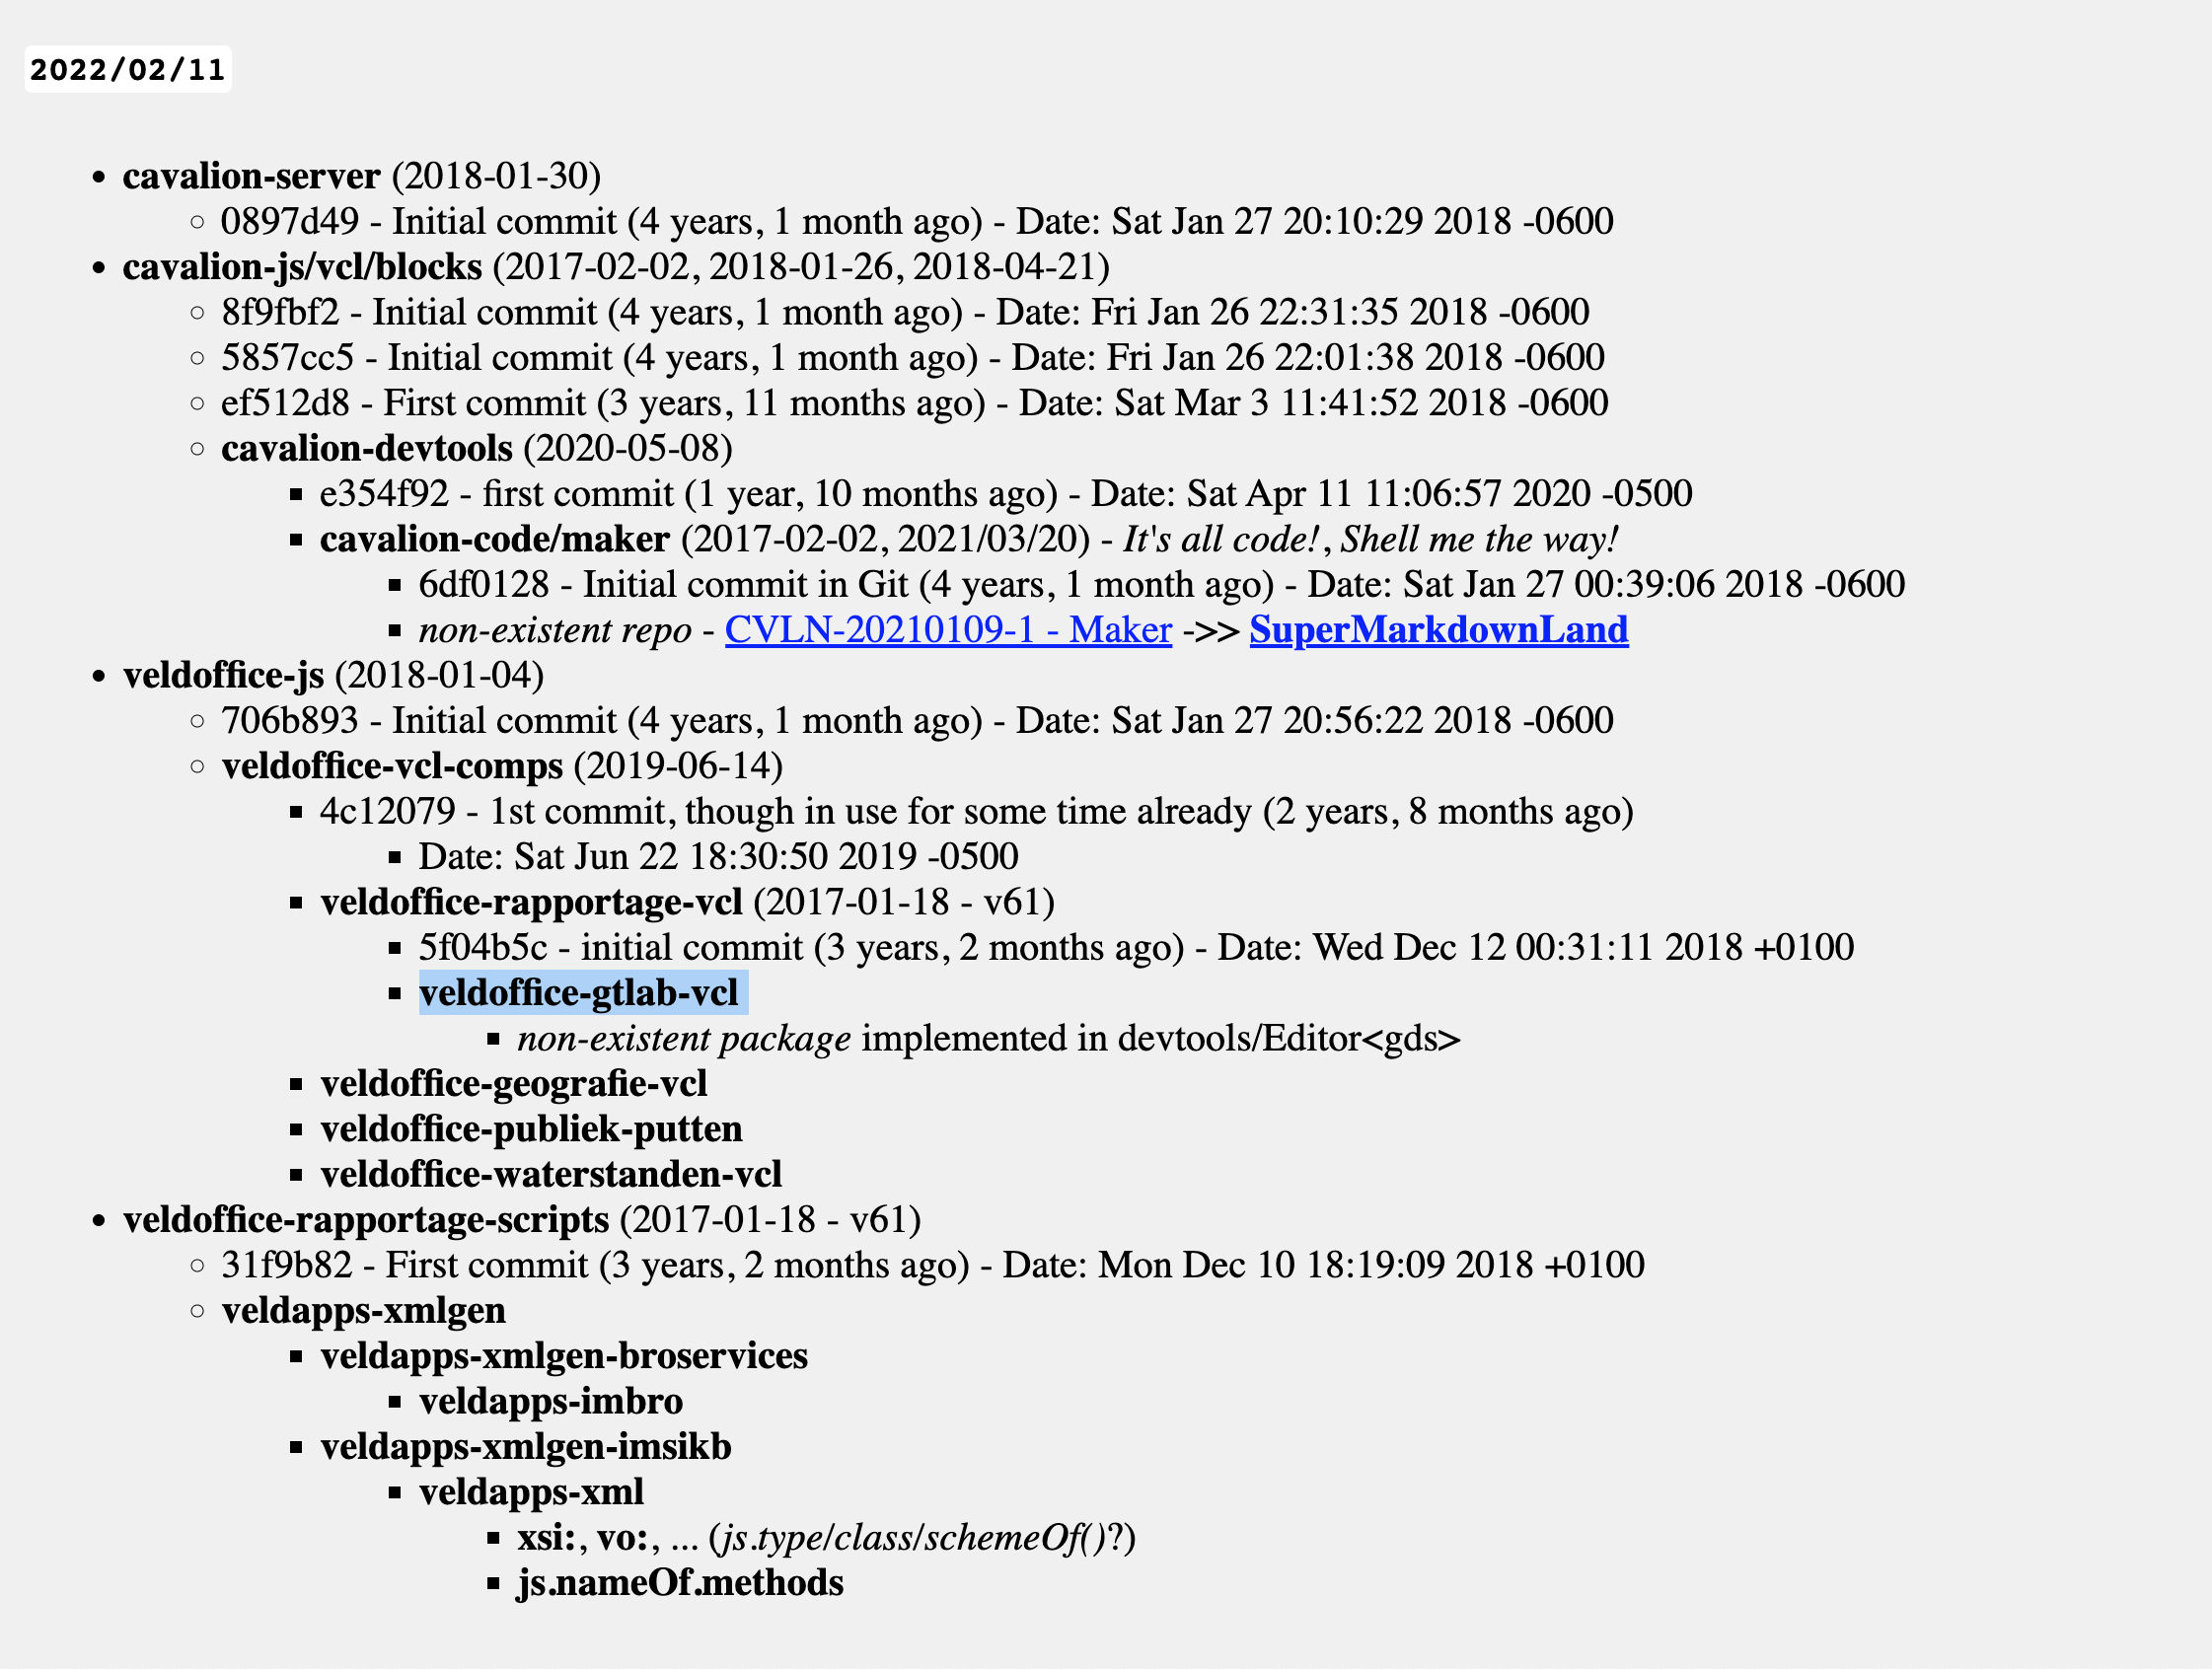 2022/02/11
cavalion-server (2018-01-30)
0897d49 - Initial commit (4 years, 1 month ago) - Date: Sat Jan 27 20:10:29 2018 -0600
cavalion-js/vcl/blocks (2017-02-02, 2018-01-26, 2018-04-21)
8f9fbf2 - Initial commit (4 years, 1 month ago) - Date: Fri Jan 26 22:31:35 2018 -0600
5857cc5 - Initial commit (4 years, 1 month ago) - Date: Fri Jan 26 22:01:38 2018 -0600
ef512d8 - First commit (3 years, 11 months ago) - Date: Sat Mar 3 11:41:52 2018 -0600
cavalion-devtools (2020-05-08)
e354f92 - first commit (1 year, 10 months ago) - Date: Sat Apr 11 11:06:57 2020 -0500
cavalion-code/maker (2017-02-02, 2021/03/20) - It's all code!, Shell me the way!
6df0128 - Initial commit in Git (4 years, 1 month ago) - Date: Sat Jan 27 00:39:06 2018 -0600
non-existent repo - CVLN-20210109-1 - Maker ->> SuperMarkdownLand
veldoffice-js (2018-01-04)
706b893 - Initial commit (4 years, 1 month ago) - Date: Sat Jan 27 20:56:22 2018 -0600
veldoffice-vcl-comps (2019-06-14)
4c12079 - 1st commit, though in use for some time already (2 years, 8 months ago)
Date: Sat Jun 22 18:30:50 2019 -0500
veldoffice-rapportage-vcl (2017-01-18 - v61)
5f04b5c - initial commit (3 years, 2 months ago) - Date: Wed Dec 12 00:31:11 2018 +0100
veldoffice-gtlab-vcl
non-existent package implemented in devtools/Editor<gds>
veldoffice-geografie-vcl
veldoffice-publiek-putten
veldoffice-waterstanden-vcl
veldoffice-rapportage-scripts (2017-01-18 - v61)
31f9b82 - First commit (3 years, 2 months ago) - Date: Mon Dec 10 18:19:09 2018 +0100
veldapps-xmlgen
veldapps-xmlgen-broservices
veldapps-imbro
veldapps-xmlgen-imsikb
veldapps-xml
xsi:, vo:, ... (js.type/class/schemeOf()?)
js.nameOf.methods